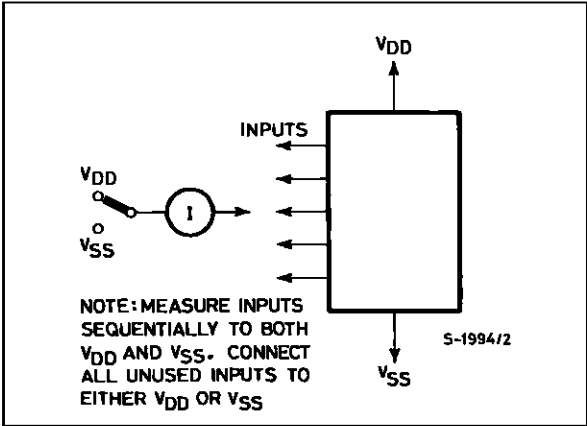 VDD
INPUTS
VDD
I
VSS
NOTE: MEASURE INPUTS
SEQUENTIALLY TO BOTH
VDD AND VSS. CONNECT
ALL UNUSED INPUTS TO
EITHER VDD OR VSS
S-1994/2
VSS